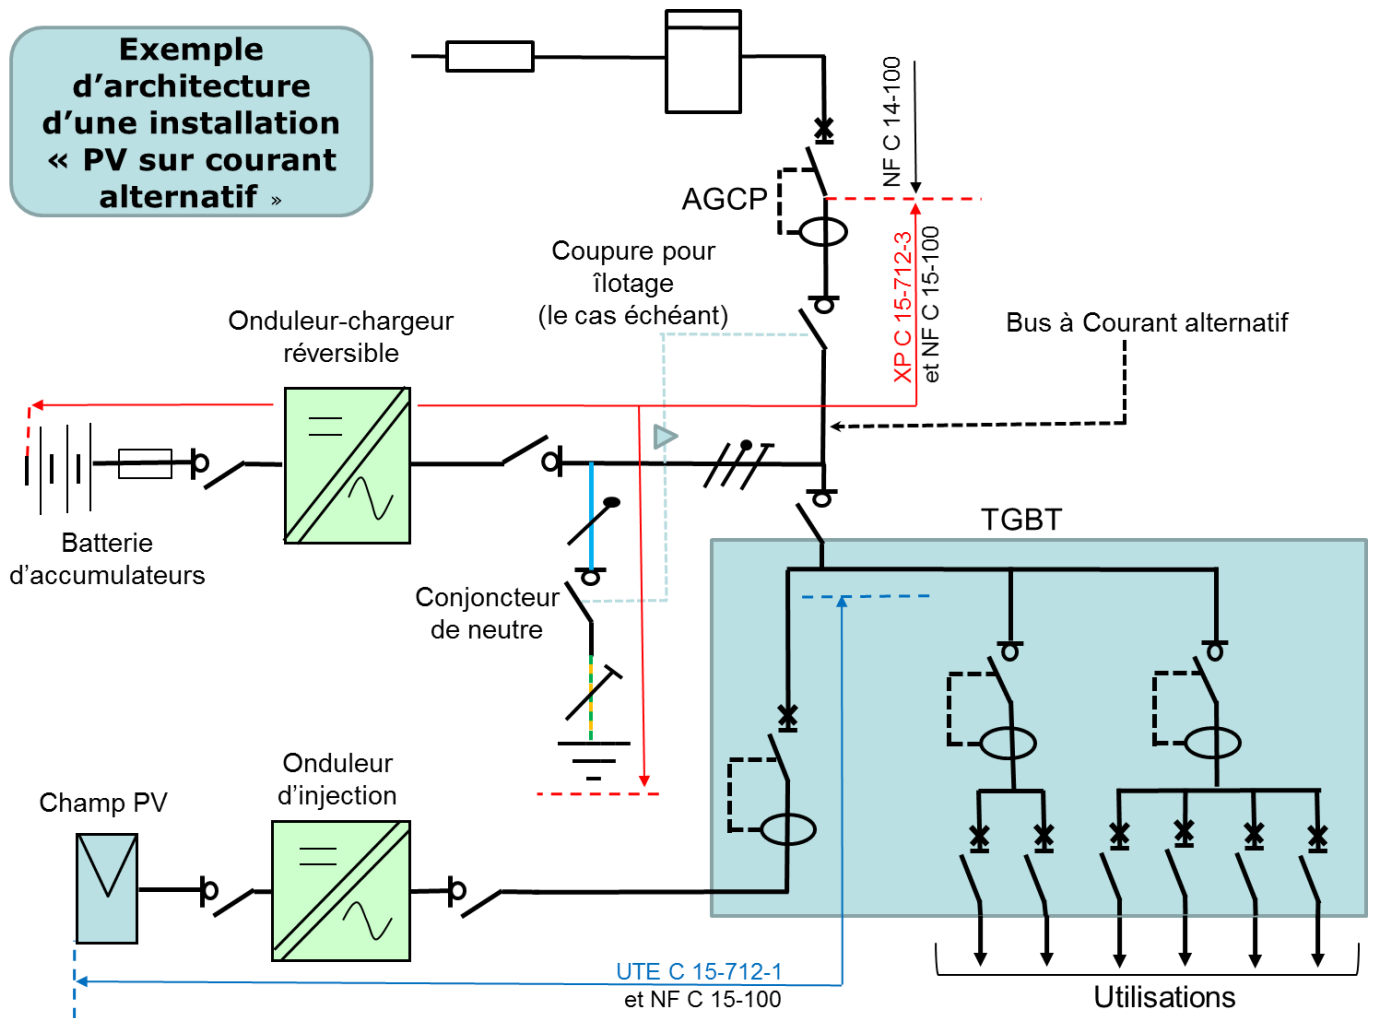 Exemple
d'architecture
d'une installation
« PV sur courant
alternatif »
NF C 14-100
AGCP
XP C 15-712-3
et NF C 15-100
Coupure pour
îlotage
(le cas échéant)
Bus à Courant alternatif
Onduleur-chargeur
réversible
TGBT
Batterie
d'accumulateurs
Conjoncteur
de neutre
Onduleur
d'injection
Champ PV
UTE C 15-712-1
et NF C 15-100
Utilisations